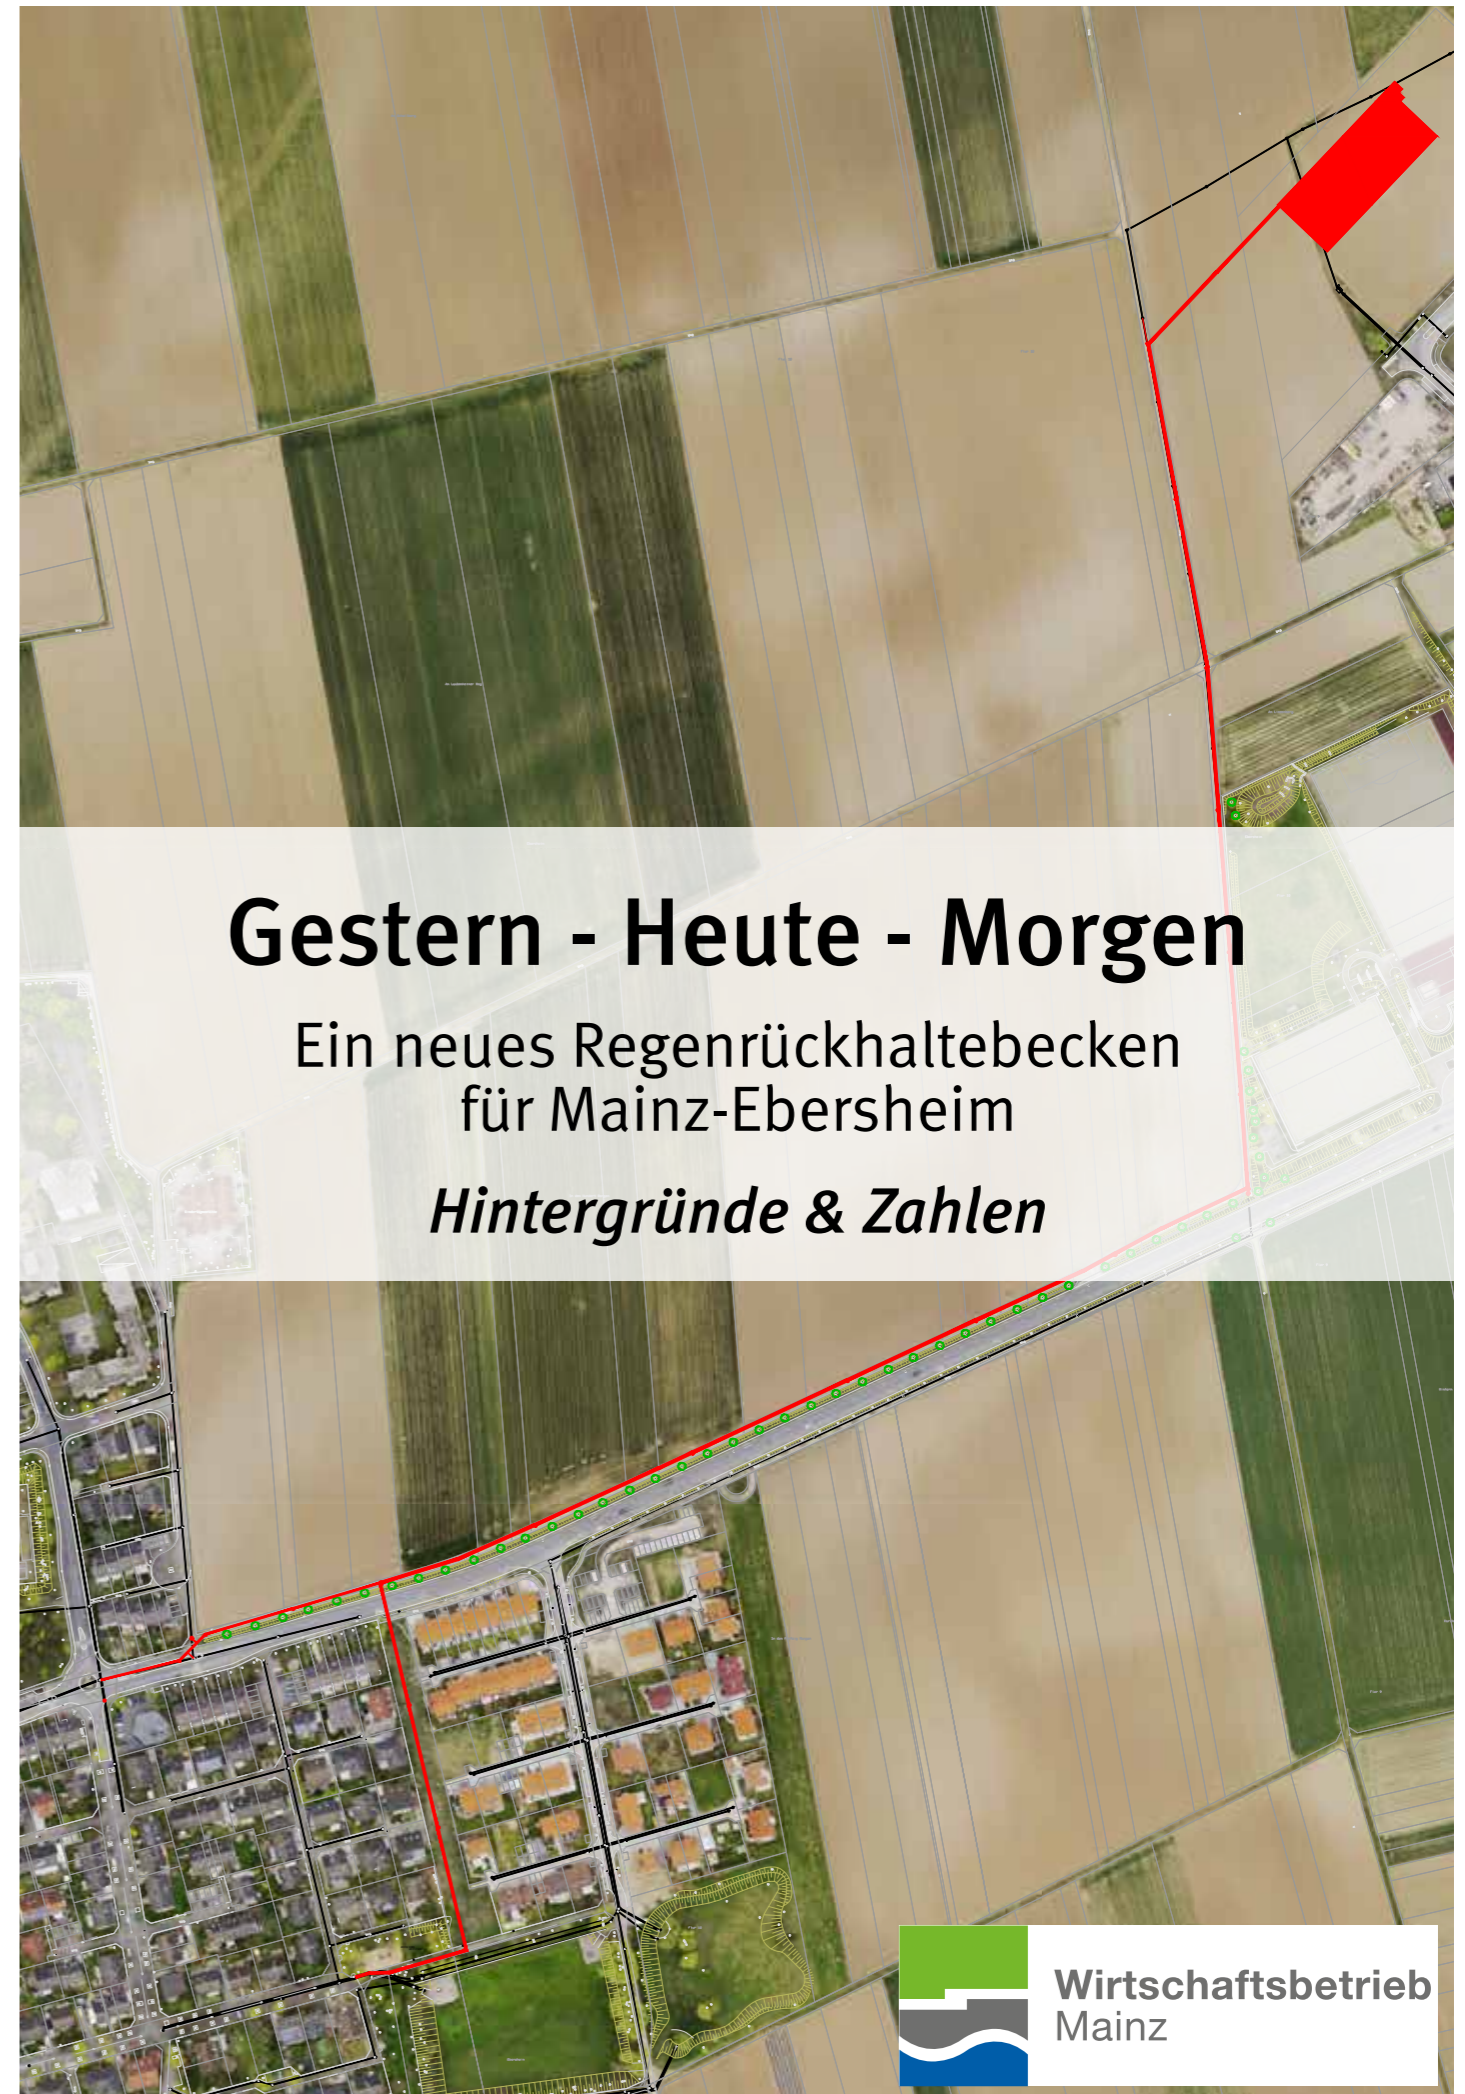 Gestern - Heute - Morgen
Ein neues Regenrückhaltebecken
für Mainz-Ebersheim
Hintergründe & Zahlen
Wirtschaftsbetrieb
Mainz